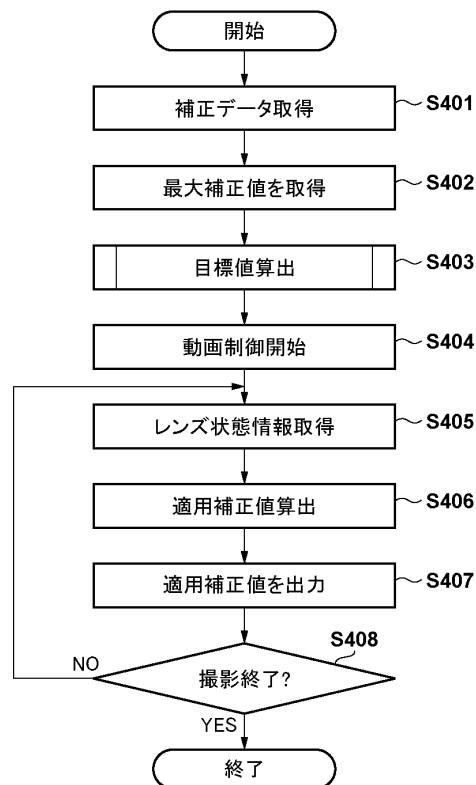 開始
補正データ取得 S401
最大補正値を取得 S402
目標値算出 S403
動画制御開始 S404
レンズ状態情報取得 S405
適用補正値算出 S406
適用補正値を出力 S407
S408
撮影終了?
NO
YES
終了